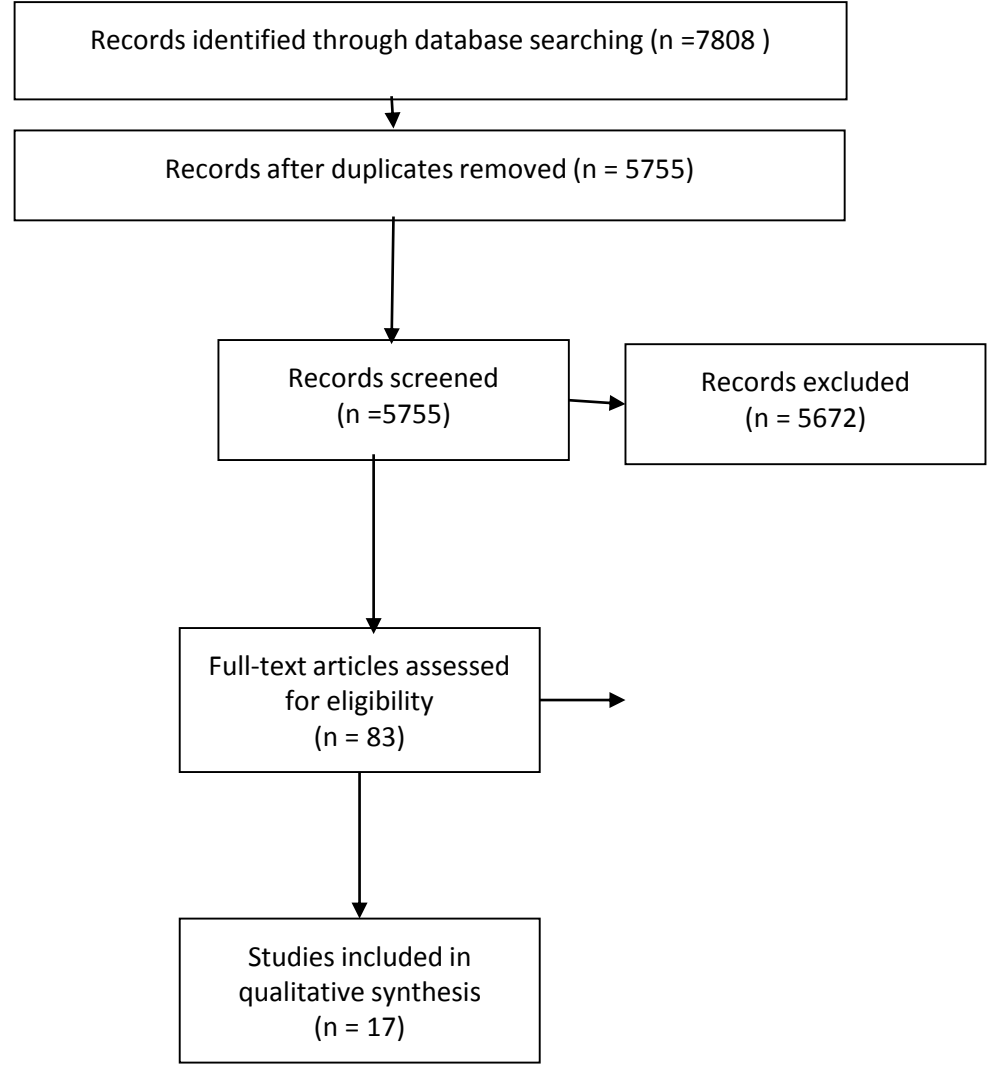 Records identified through database searching (n =7808 )
Records after duplicates removed (n = 5755)
Records screened
(n =5755)
Records excluded
(n = 5672)
Full-text articles assessed
for eligibility
(n = 83)
Studies included in
qualitative synthesis
(n = 17)